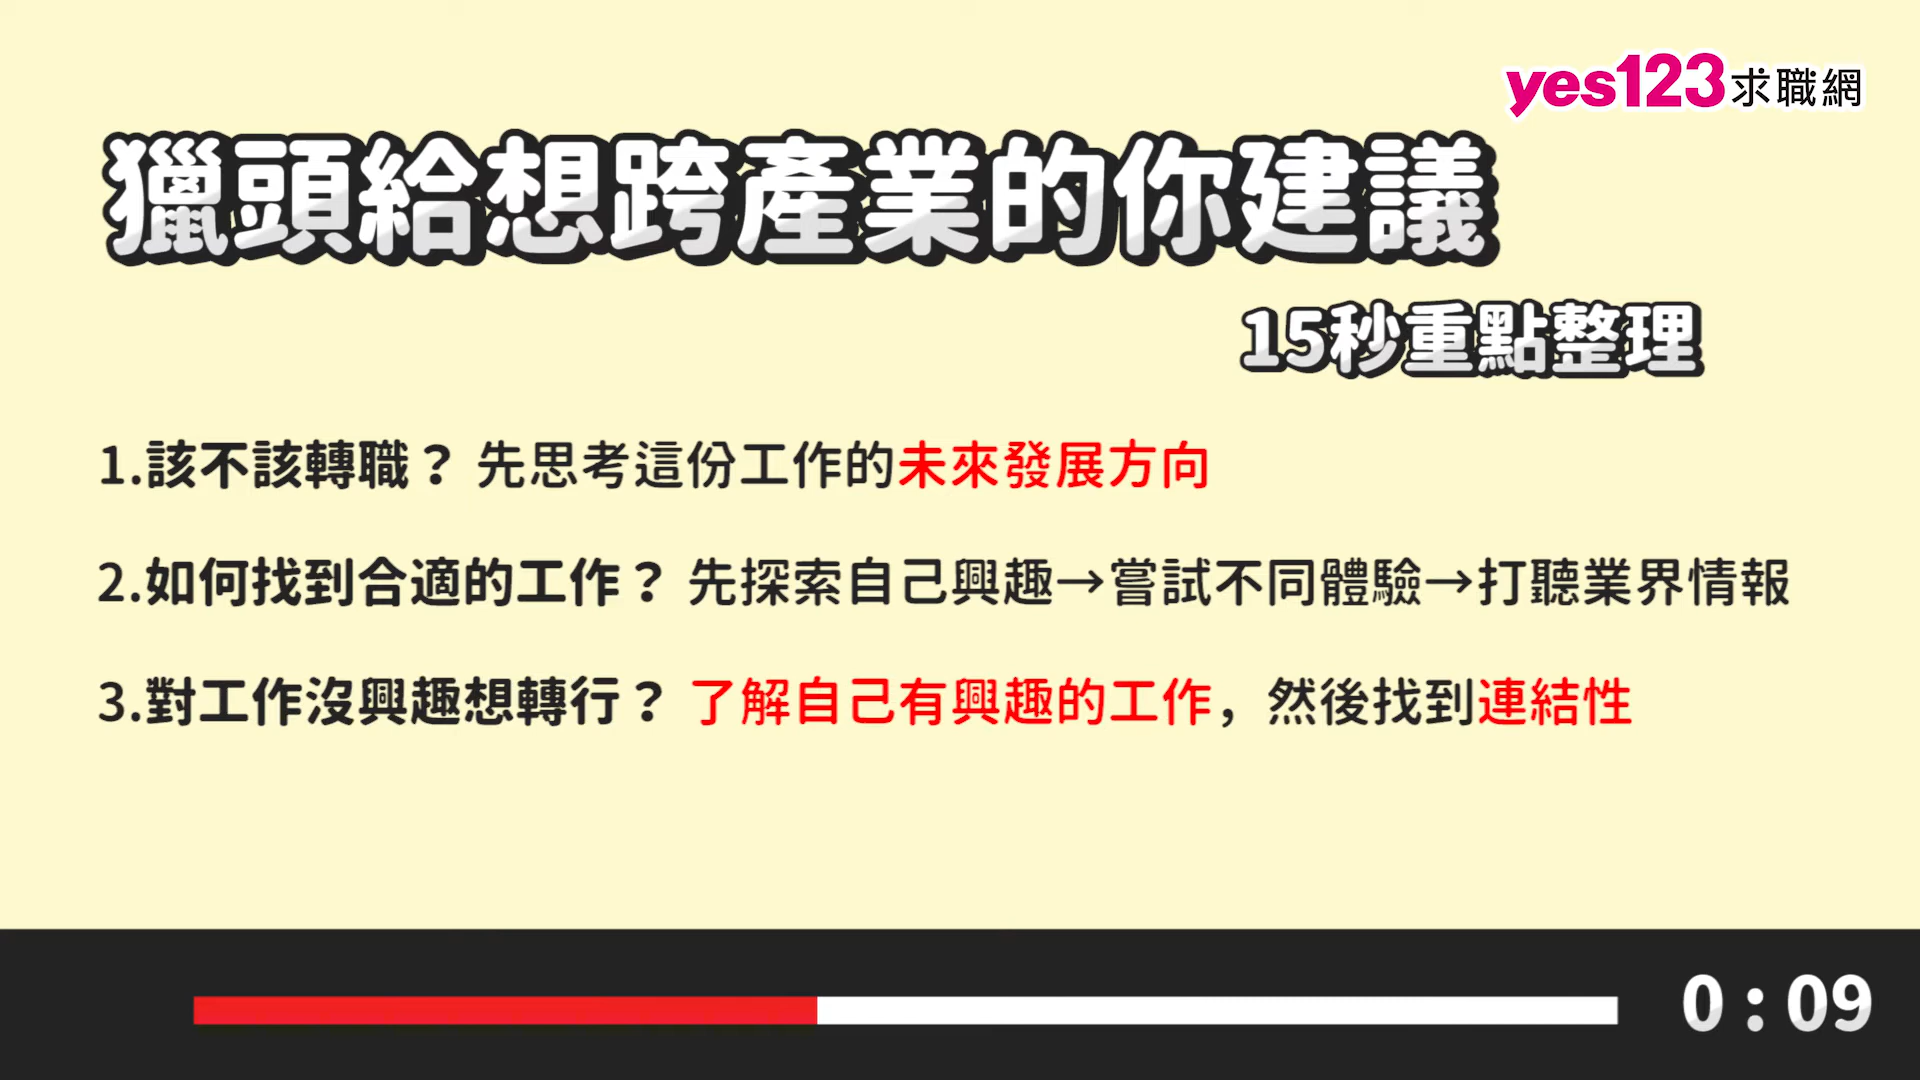 yes123求職網
獵頭給想跨產業的你建議
15秒重點整理
1.該不該轉職？ 先思考這份工作的未來發展方向
2.如何找到合適的工作？ 先探索自己興趣→嘗試不同體驗→打聽業界情報
3.對工作沒興趣想轉行？ 了解自己有興趣的工作，然後找到連結性
0：09